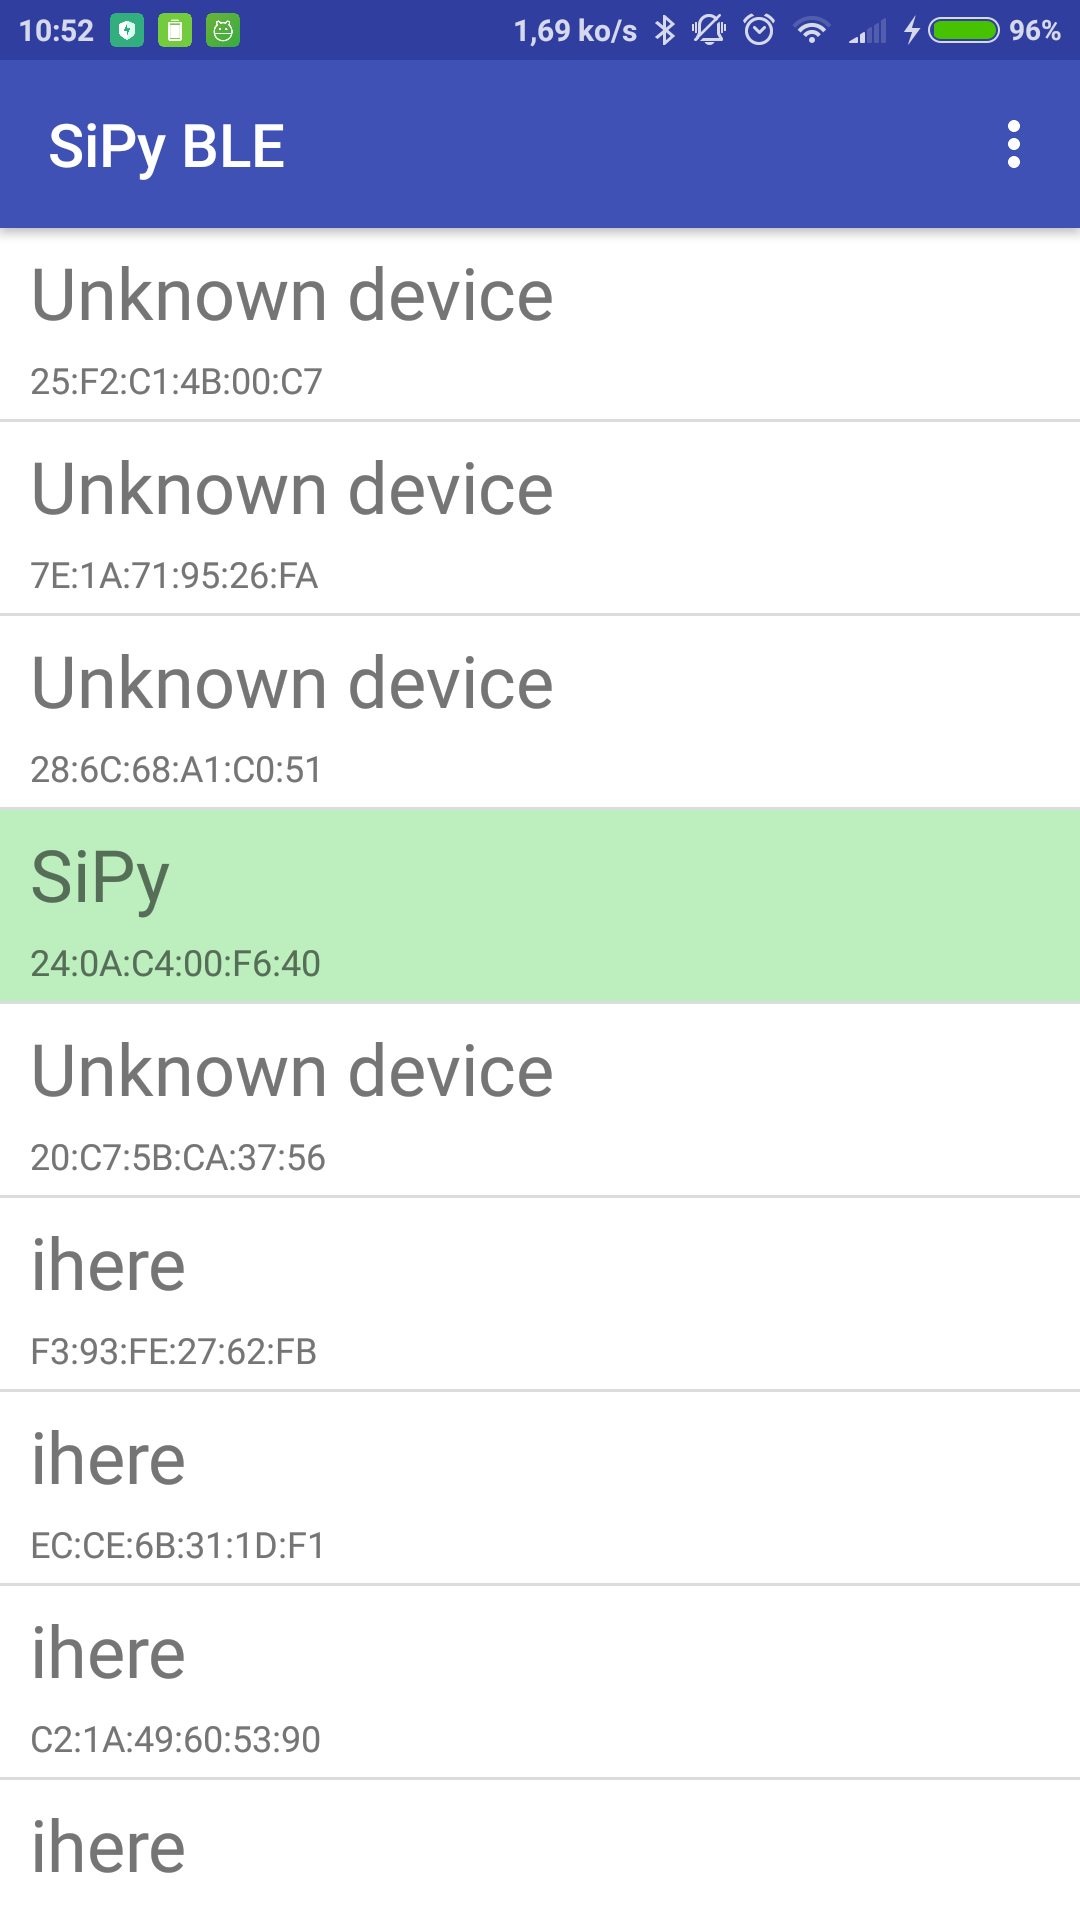 10:52 1,69 ko/s 96%
SiPy BLE
Unknown device
25:F2:C1:4B:00:C7
Unknown device
7E:1A:71:95:26:FA
Unknown device
28:6C:68:A1:C0:51
SiPy
24:0A:C4:00:F6:40
Unknown device
20:C7:5B:CA:37:56
ihere
F3:93:FE:27:62:FB
ihere
EC:CE:6B:31:1D:F1
ihere
C2:1A:49:60:53:90
ihere